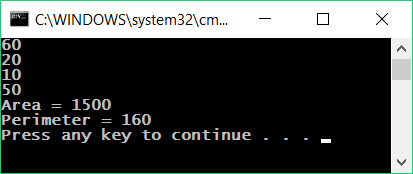 C:\WINDOWS\system32\cm...
60
20
10
50
Area = 1500
Perimeter = 160
Press any key to continue . . .